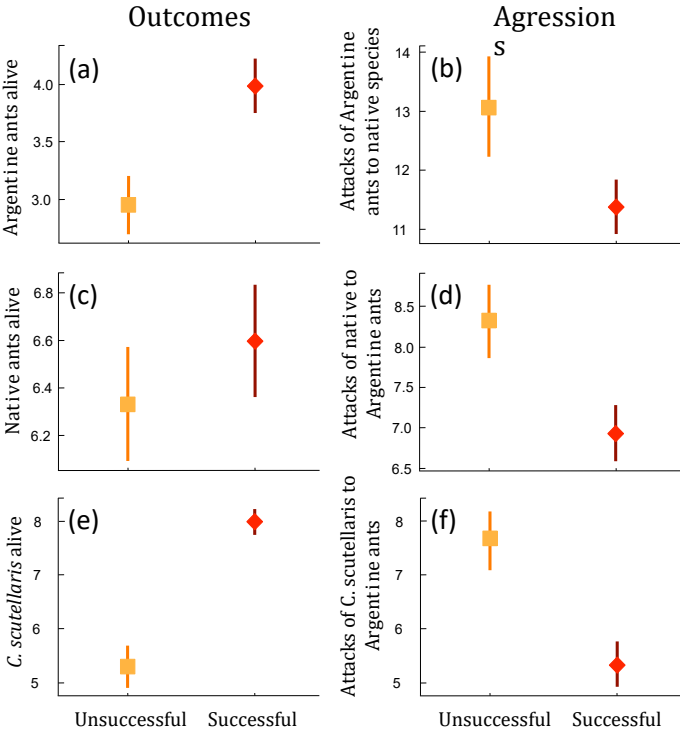 Outcomes
Agression
s
(a)
Argentine ants alive
4.0
3.5
3.0
(b)
Attacks of Argentine
ants to native species
14
13
12
11
(c)
Native ants alive
6.8
6.6
6.4
6.2
(d)
Attacks of native to
Argentine ants
8.5
8.0
7.5
7.0
6.5
(e)
C. scutellaris alive
8
7
6
5
(f)
Attacks of C. scutellaris to
Argentine ants
8
7
6
5
Unsuccessful Successful
Unsuccessful Successful